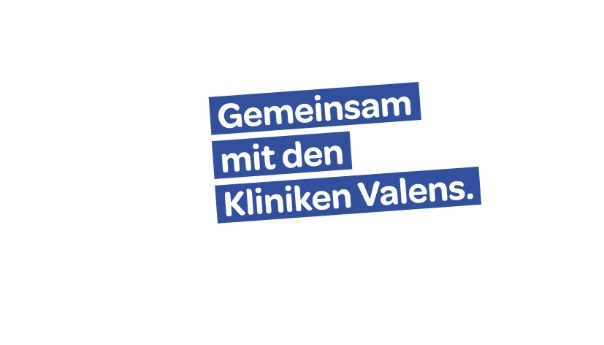 Gemeinsam
mit den
Kliniken Valens.